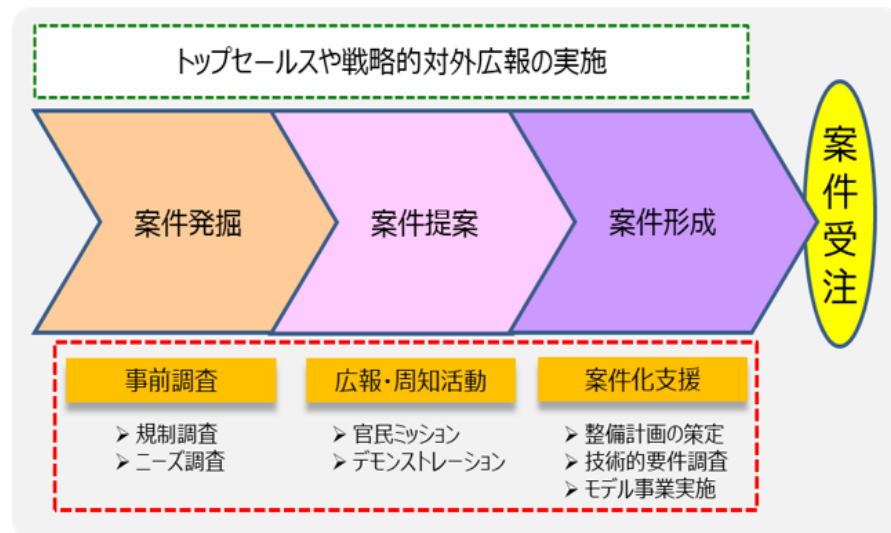 トップセールスや戦略的対外広報の実施
案件発掘
案件提案
案件形成
案件受注
事前調査
➢ 規制調査
➢ ニーズ調査
広報・周知活動
➢ 官民ミッション
➢ デモンストレーション
案件化支援
➢ 整備計画の策定
➢ 技術的要件調査
➢ モデル事業実施